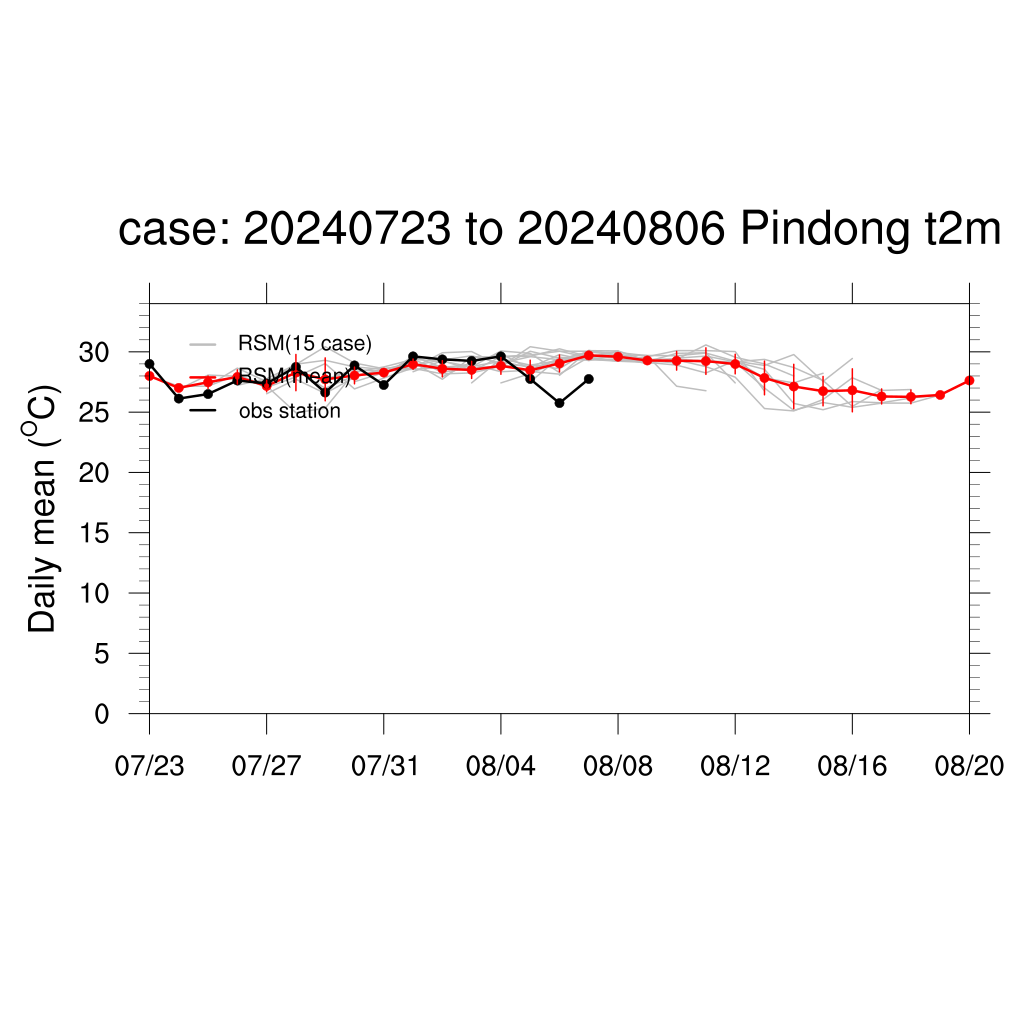 case: 20240723 to 20240806 Pindong t2m
Daily mean (°C)
30
25
20
15
10
5
0
RSM(15 case)
RSM(mean)
obs station
07/23 07/27 07/31 08/04 08/08 08/12 08/16 08/20